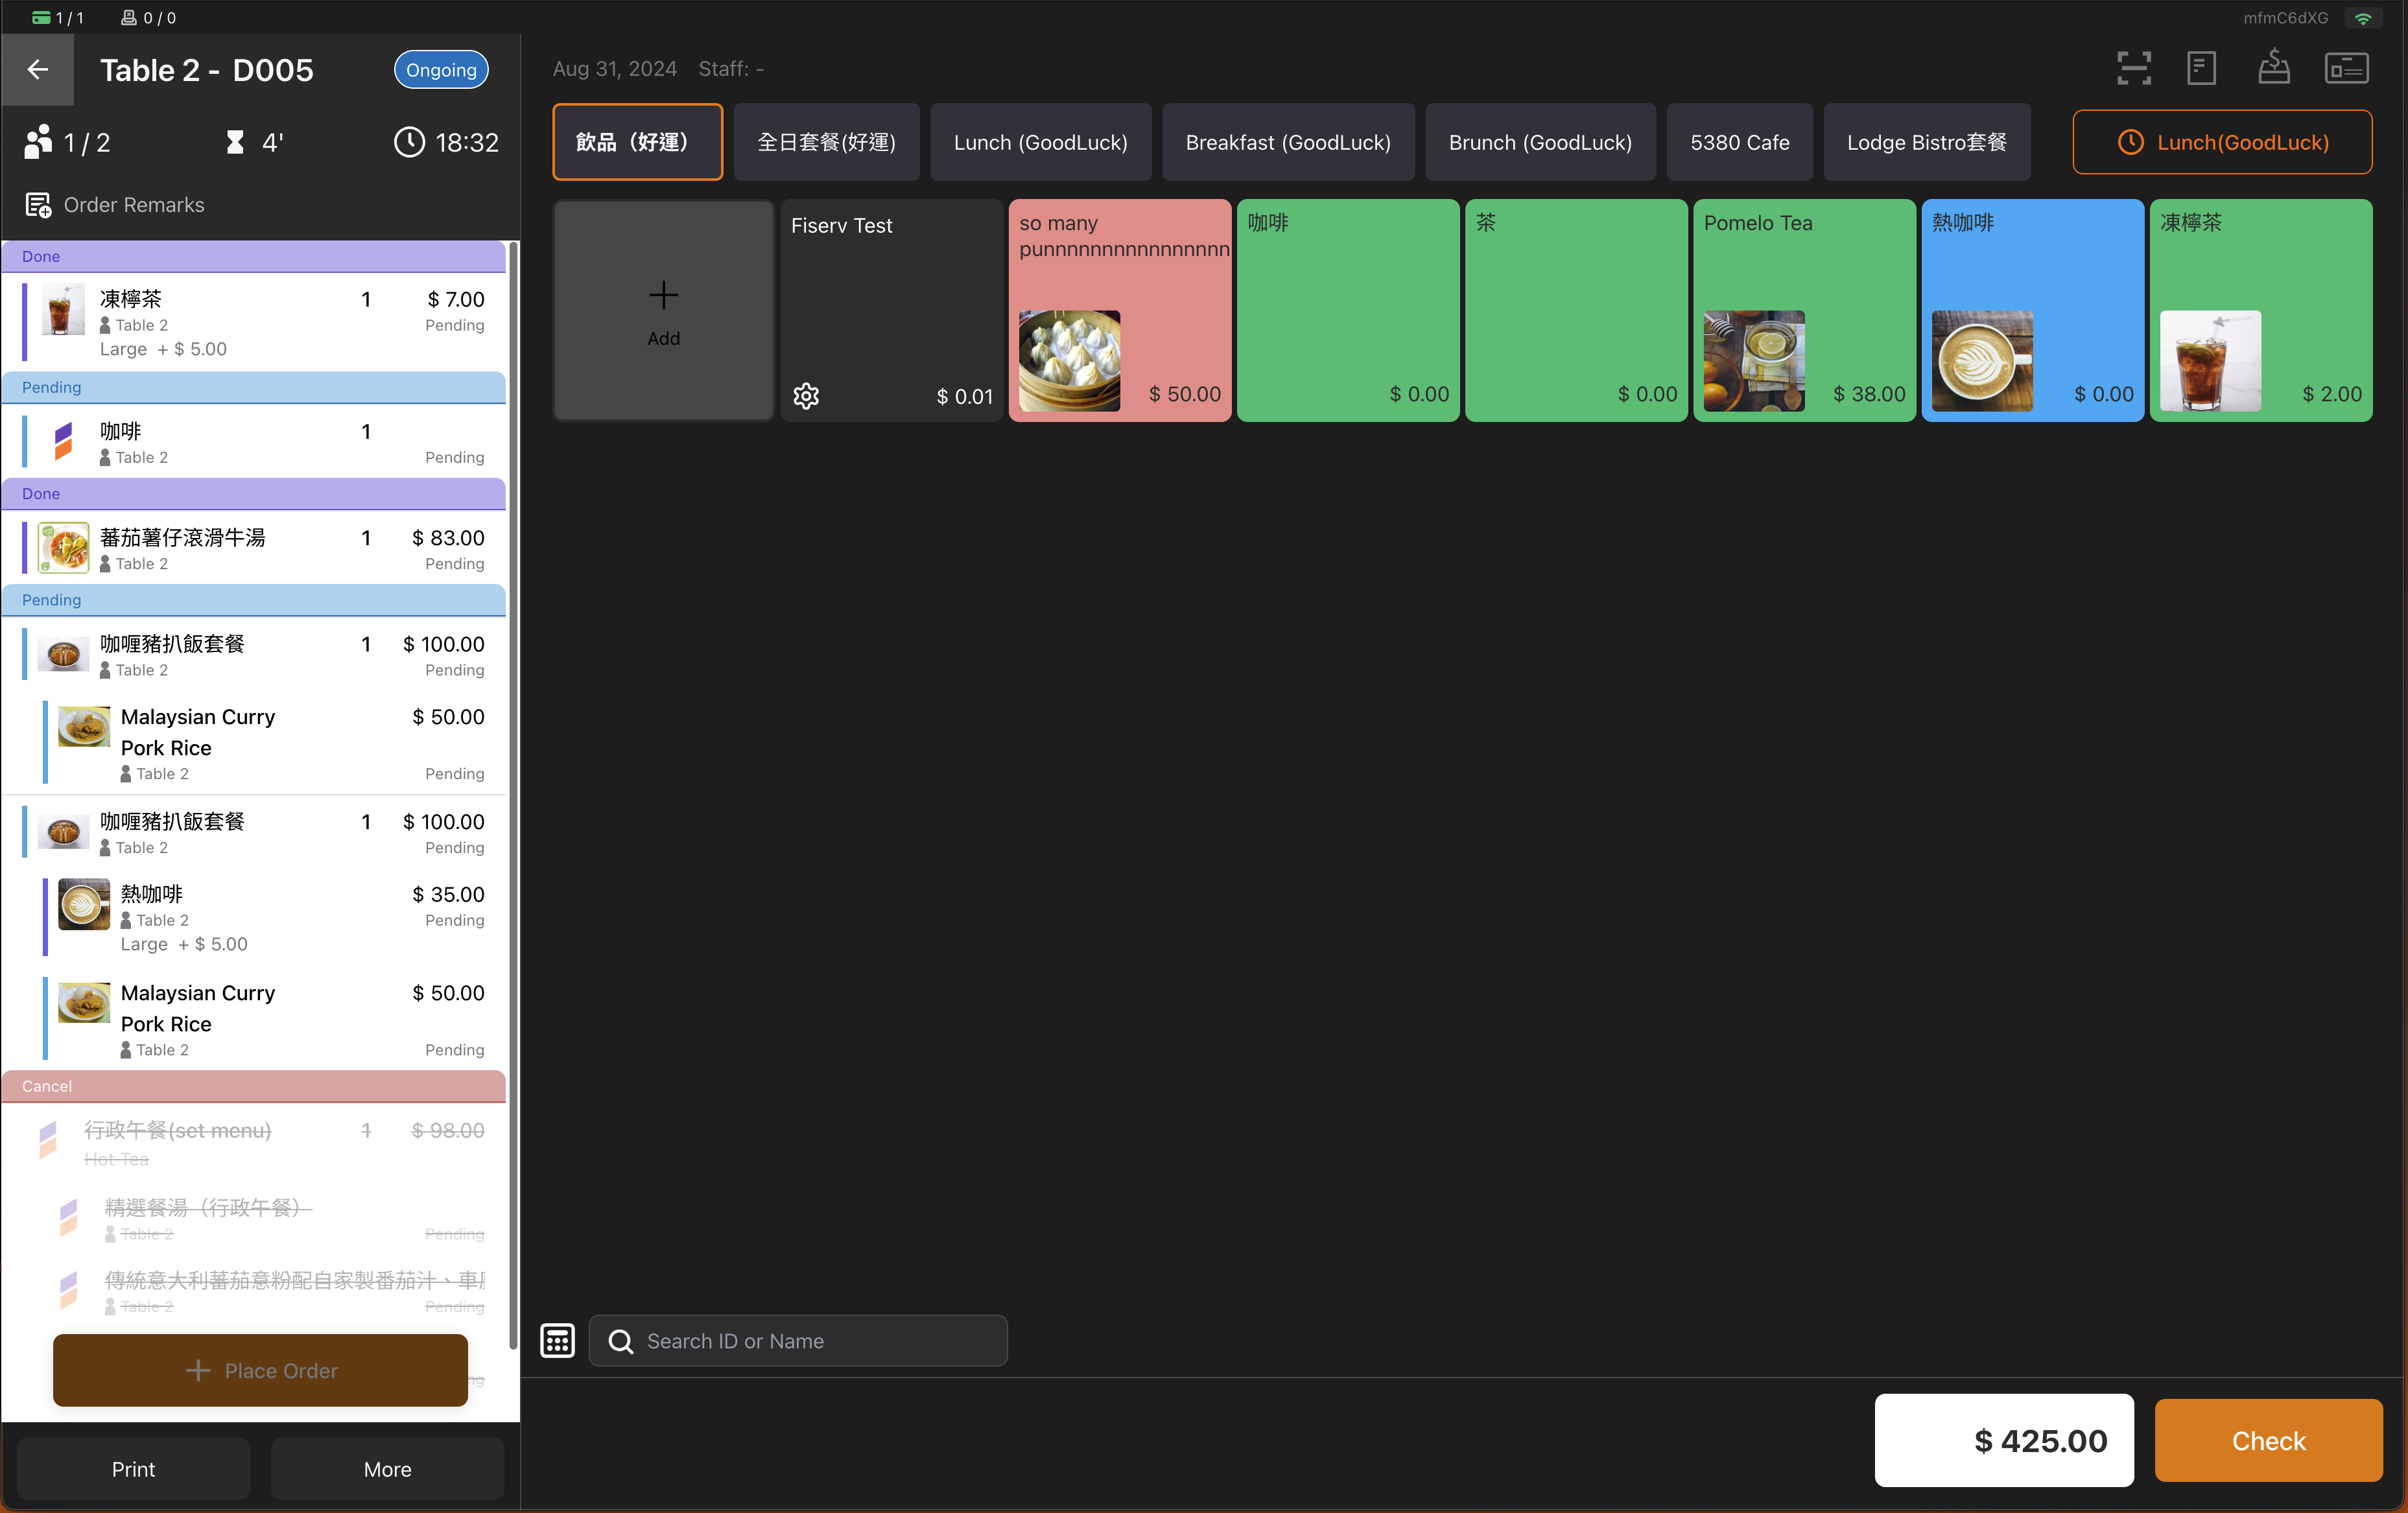 1 / 1
0 / 0
mfmC6dXG
Table 2 - D005
Ongoing
1 / 2
4'
18:32
Order Remarks
Done
凍檸茶
1
$ 7.00
Table 2
Pending
Large + $ 5.00
Pending
咖啡
1
Table 2
Pending
Done
蕃茄薯仔滾滑牛湯
1
$ 83.00
Table 2
Pending
Pending
咖喱豬扒飯套餐
1
$ 100.00
Table 2
Pending
Malaysian Curry
Pork Rice
$ 50.00
Table 2
Pending
咖喱豬扒飯套餐
1
$ 100.00
Table 2
Pending
熱咖啡
$ 35.00
Table 2
Pending
Large + $ 5.00
Malaysian Curry
Pork Rice
$ 50.00
Table 2
Pending
Cancel
行政午餐(set menu)
1
$ 98.00
Hot Tea
精選餐湯（行政午餐）
Table 2
Pending
傳統意大利蕃茄意粉配自家製番茄汁、車
Table 2
Pending
Place Order
Print
More
Aug 31, 2024
Staff: -
飲品（好運）
全日套餐(好運)
Lunch (GoodLuck)
Breakfast (GoodLuck)
Brunch (GoodLuck)
5380 Cafe
Lodge Bistro套餐
Lunch(GoodLuck)
Add
Fiserv Test
$ 0.01
so many
punnnnnnnnnnnnnnnn
$ 50.00
咖啡
$ 0.00
茶
$ 0.00
Pomelo Tea
$ 38.00
熱咖啡
$ 0.00
凍檸茶
$ 2.00
Search ID or Name
$ 425.00
Check